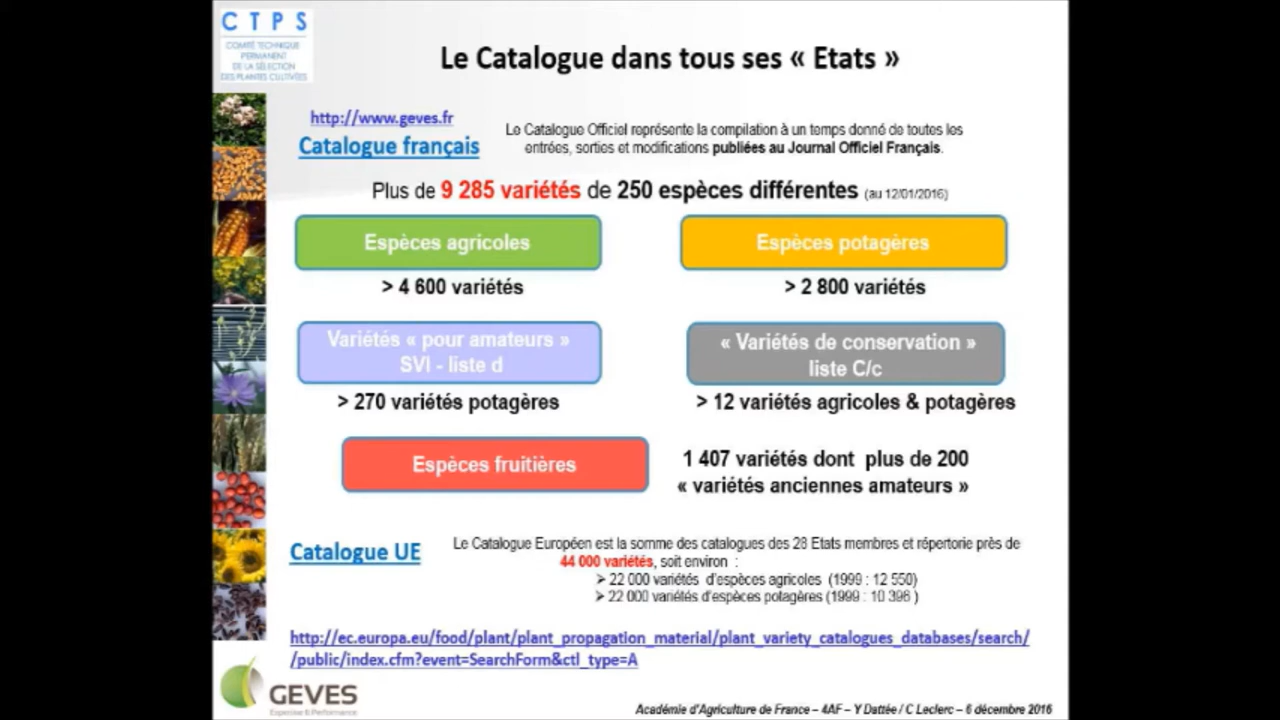 C T P S
COMITÉ TECHNIQUE
PERMANENT
DE LA SÉLECTION
DES PLANTES CULTIVÉES
Le Catalogue dans tous ses « Etats »
http://www.geves.fr
Catalogue français
Le Catalogue Officiel représente la compilation à un temps donné de toutes les
entrées, sorties et modifications publiées au Journal Officiel Français.
Plus de 9 285 variétés de 250 espèces différentes (au 12/01/2016)
Espèces agricoles
Espèces potagères
> 4 600 variétés
> 2 800 variétés
Variétés « pour amateurs »
SVI - liste d
« Variétés de conservation »
liste C/c
> 270 variétés potagères
> 12 variétés agricoles & potagères
Espèces fruitières
1 407 variétés dont plus de 200
« variétés anciennes amateurs »
Catalogue UE
Le Catalogue Européen est la somme des catalogues des 28 Etats membres et répertorie près de
44 000 variétés, soit environ :
➢ 22 000 variétés d'espèces agricoles (1999 : 12 550)
➢ 22 000 variétés d'espèces potagères (1999 : 10 396 )
http://ec.europa.eu/food/plant/plant_propagation_material/plant_variety_catalogues_databases/search/
/public/index.cfm?event=SearchForm&ctl_type=A
GEVES
Expertise & Performance
Académie d'Agriculture de France – 4AF – Y Dattée / C Leclerc – 6 décembre 2016